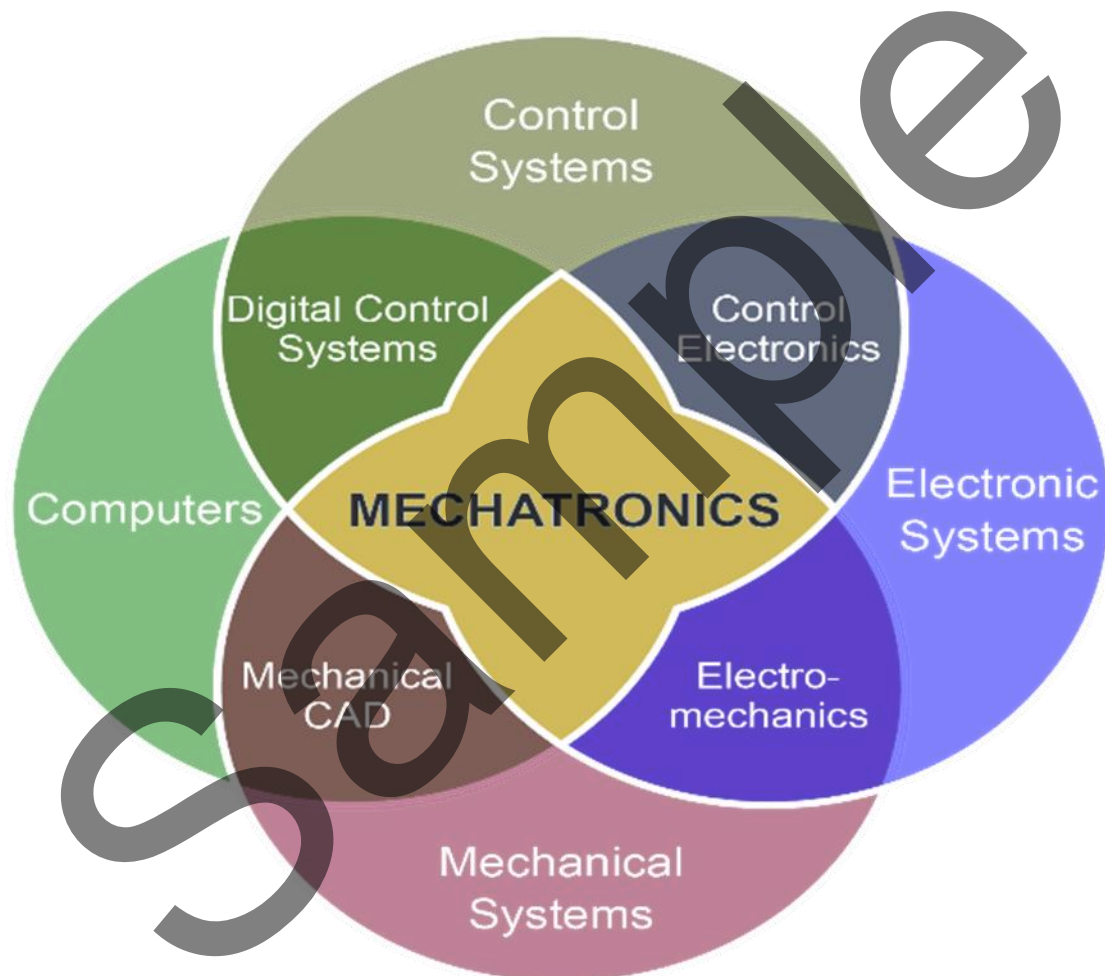 Control
Systems
Digital Control
Systems
Control
Electronics
Computers
MECHATRONICS
Electronic
Systems
Mechanical
CAD
Electro-
mechanics
Mechanical
Systems
Sample